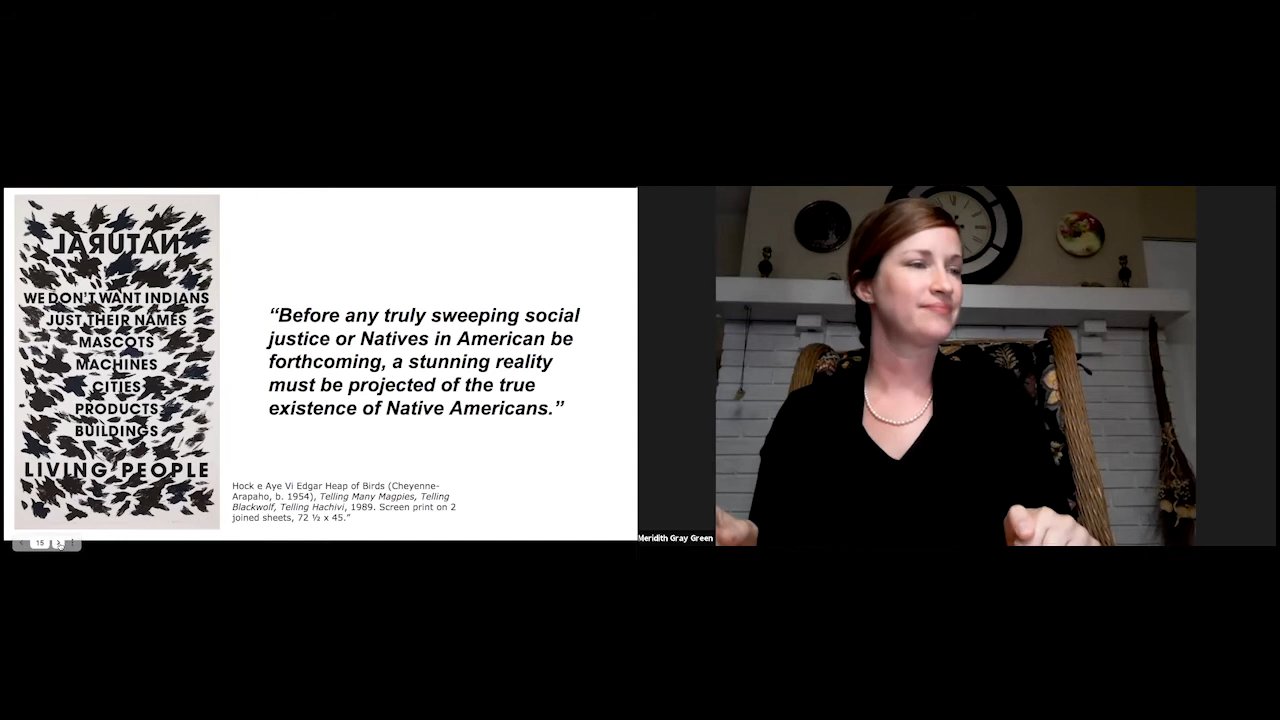 JAЯUTAИ
WE DON'T WANT INDIANS
JUST THEIR NAMES
MASCOTS
MACHINES
CITIES
PRODUCTS
BUILDINGS
LIVING PEOPLE
“Before any truly sweeping social
justice or Natives in American be
forthcoming, a stunning reality
must be projected of the true
existence of Native Americans.”
Hock e Aye Vi Edgar Heap of Birds (Cheyenne-
Arapaho, b. 1954), Telling Many Magpies, Telling
Blackwolf, Telling Hachivi, 1989. Screen print on 2
joined sheets, 72 ½ x 45.”
15
Meridith Gray Green